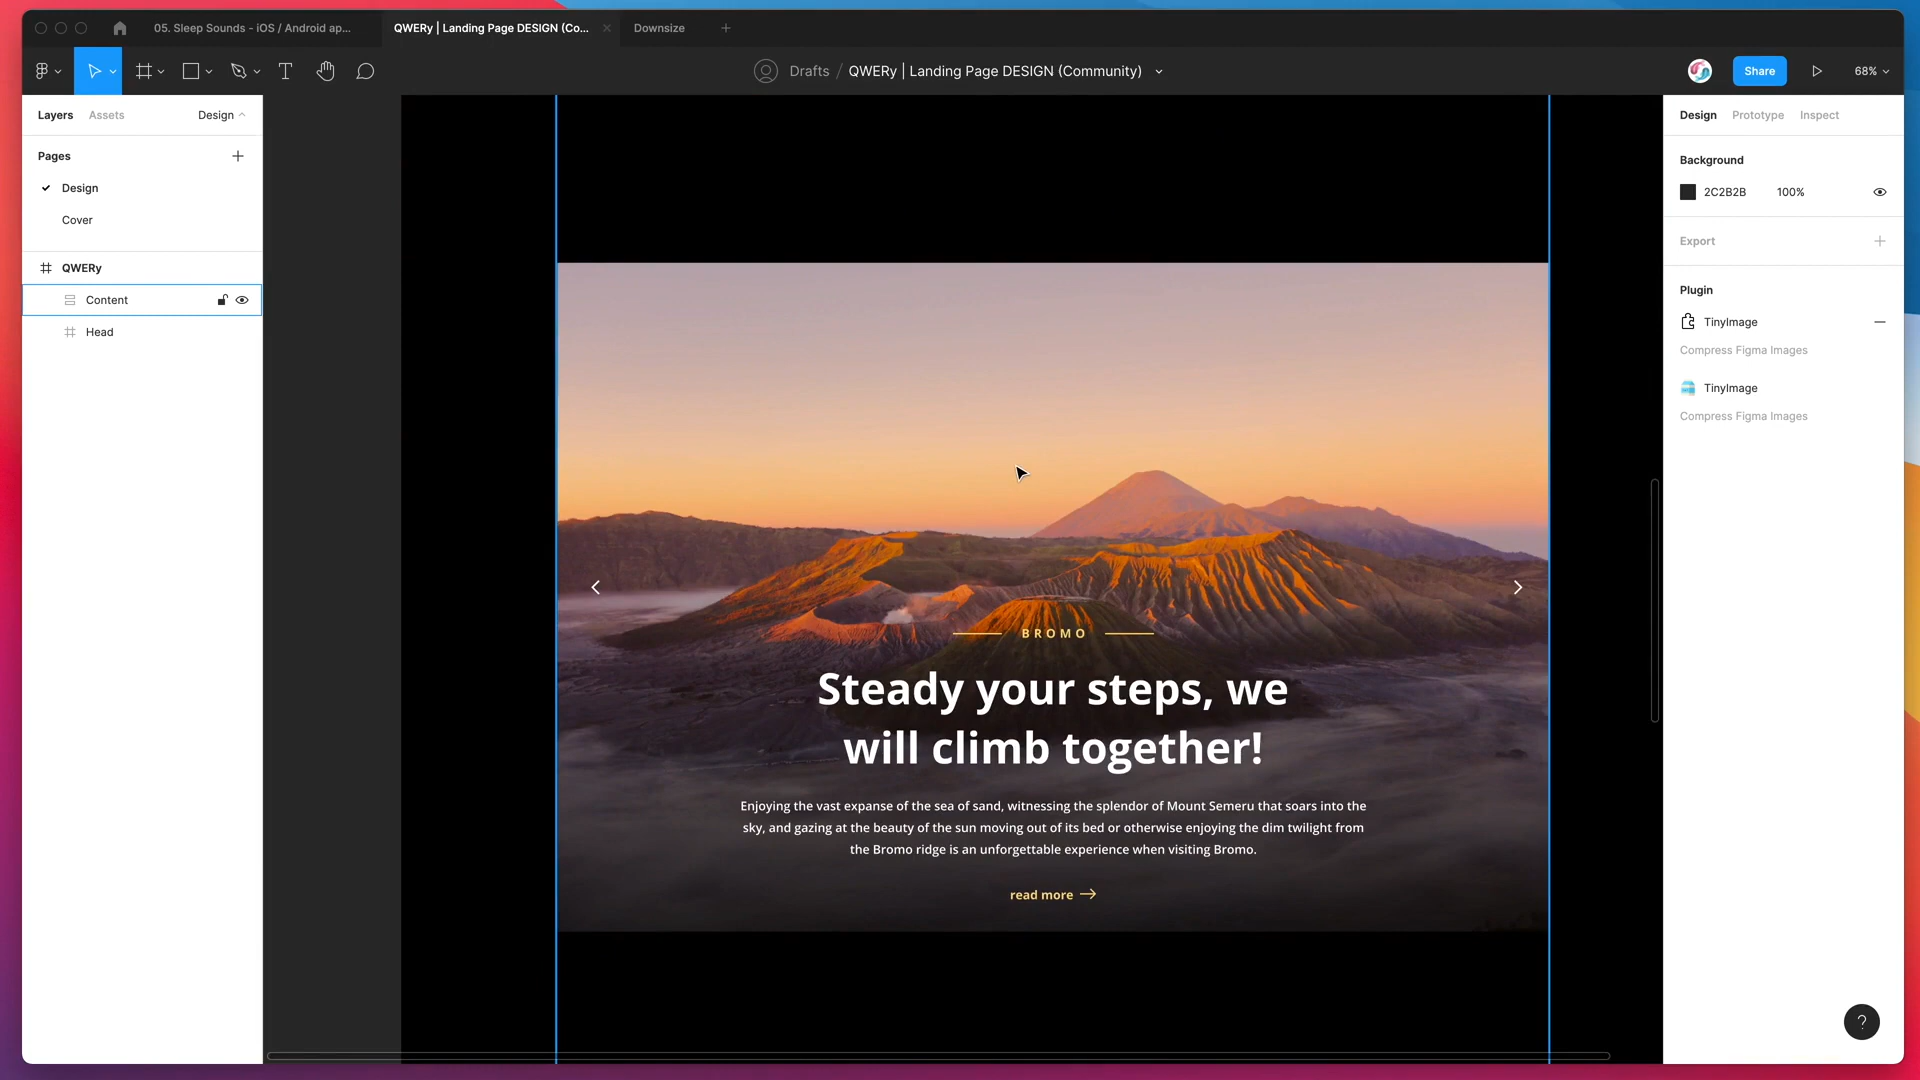 05. Sleep Sounds - iOS / Android ap...
QWERy | Landing Page DESIGN (Co...
Downsize
Drafts / QWERy | Landing Page DESIGN (Community)
Share
68%
Layers
Assets
Design
Pages
Design
Cover
QWERy
Content
Head
BROMO
Steady your steps, we
will climb together!
Enjoying the vast expanse of the sea of sand, witnessing the splendor of Mount Semeru that soars into the
sky, and gazing at the beauty of the sun moving out of its bed or otherwise enjoying the dim twilight from
the Bromo ridge is an unforgettable experience when visiting Bromo.
read more
Design
Prototype
Inspect
Background
2C2B2B
100%
Export
Plugin
TinyImage
Compress Figma Images
TinyImage
Compress Figma Images
?